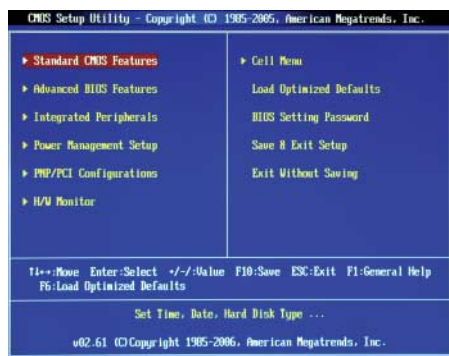 CMOS Setup Utility - Copyright (C) 1985-2005, American Megatrends, Inc.
▶ Standard CMOS Features
▶ Advanced BIOS Features
▶ Integrated Peripherals
▶ Power Management Setup
▶ PNP/PCI Configurations
▶ H/W Monitor
▶ Cell Menu
Load Optimized Defaults
BIOS Setting Password
Save & Exit Setup
Exit Without Saving
↑↓←→:Move Enter:Select +/-/:Value F10:Save ESC:Exit F1:General Help
F6:Load Optimized Defaults
Set Time, Date, Hard Disk Type ...
v02.61 (C)Copyright 1985-2006, American Megatrends, Inc.